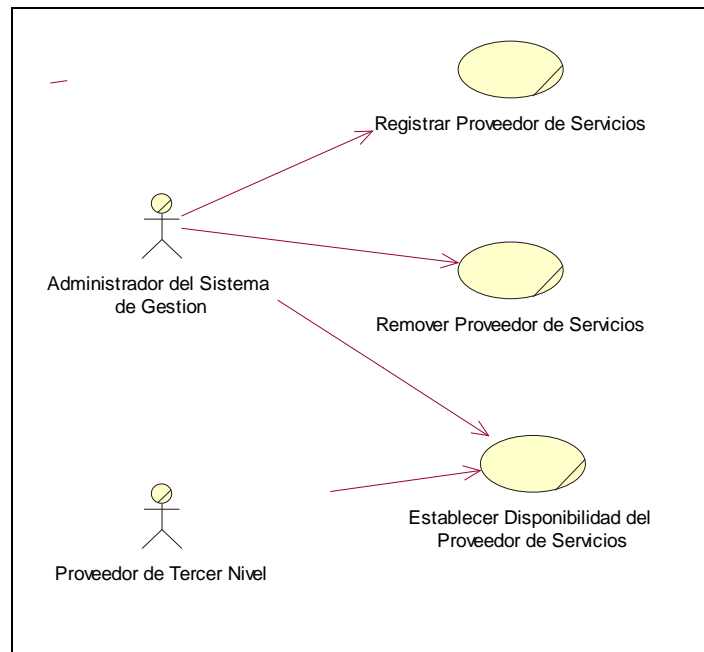 Registrar Proveedor de Servicios
Administrador del Sistema
de Gestion
Remover Proveedor de Servicios
Establecer Disponibilidad del
Proveedor de Servicios
Proveedor de Tercer Nivel